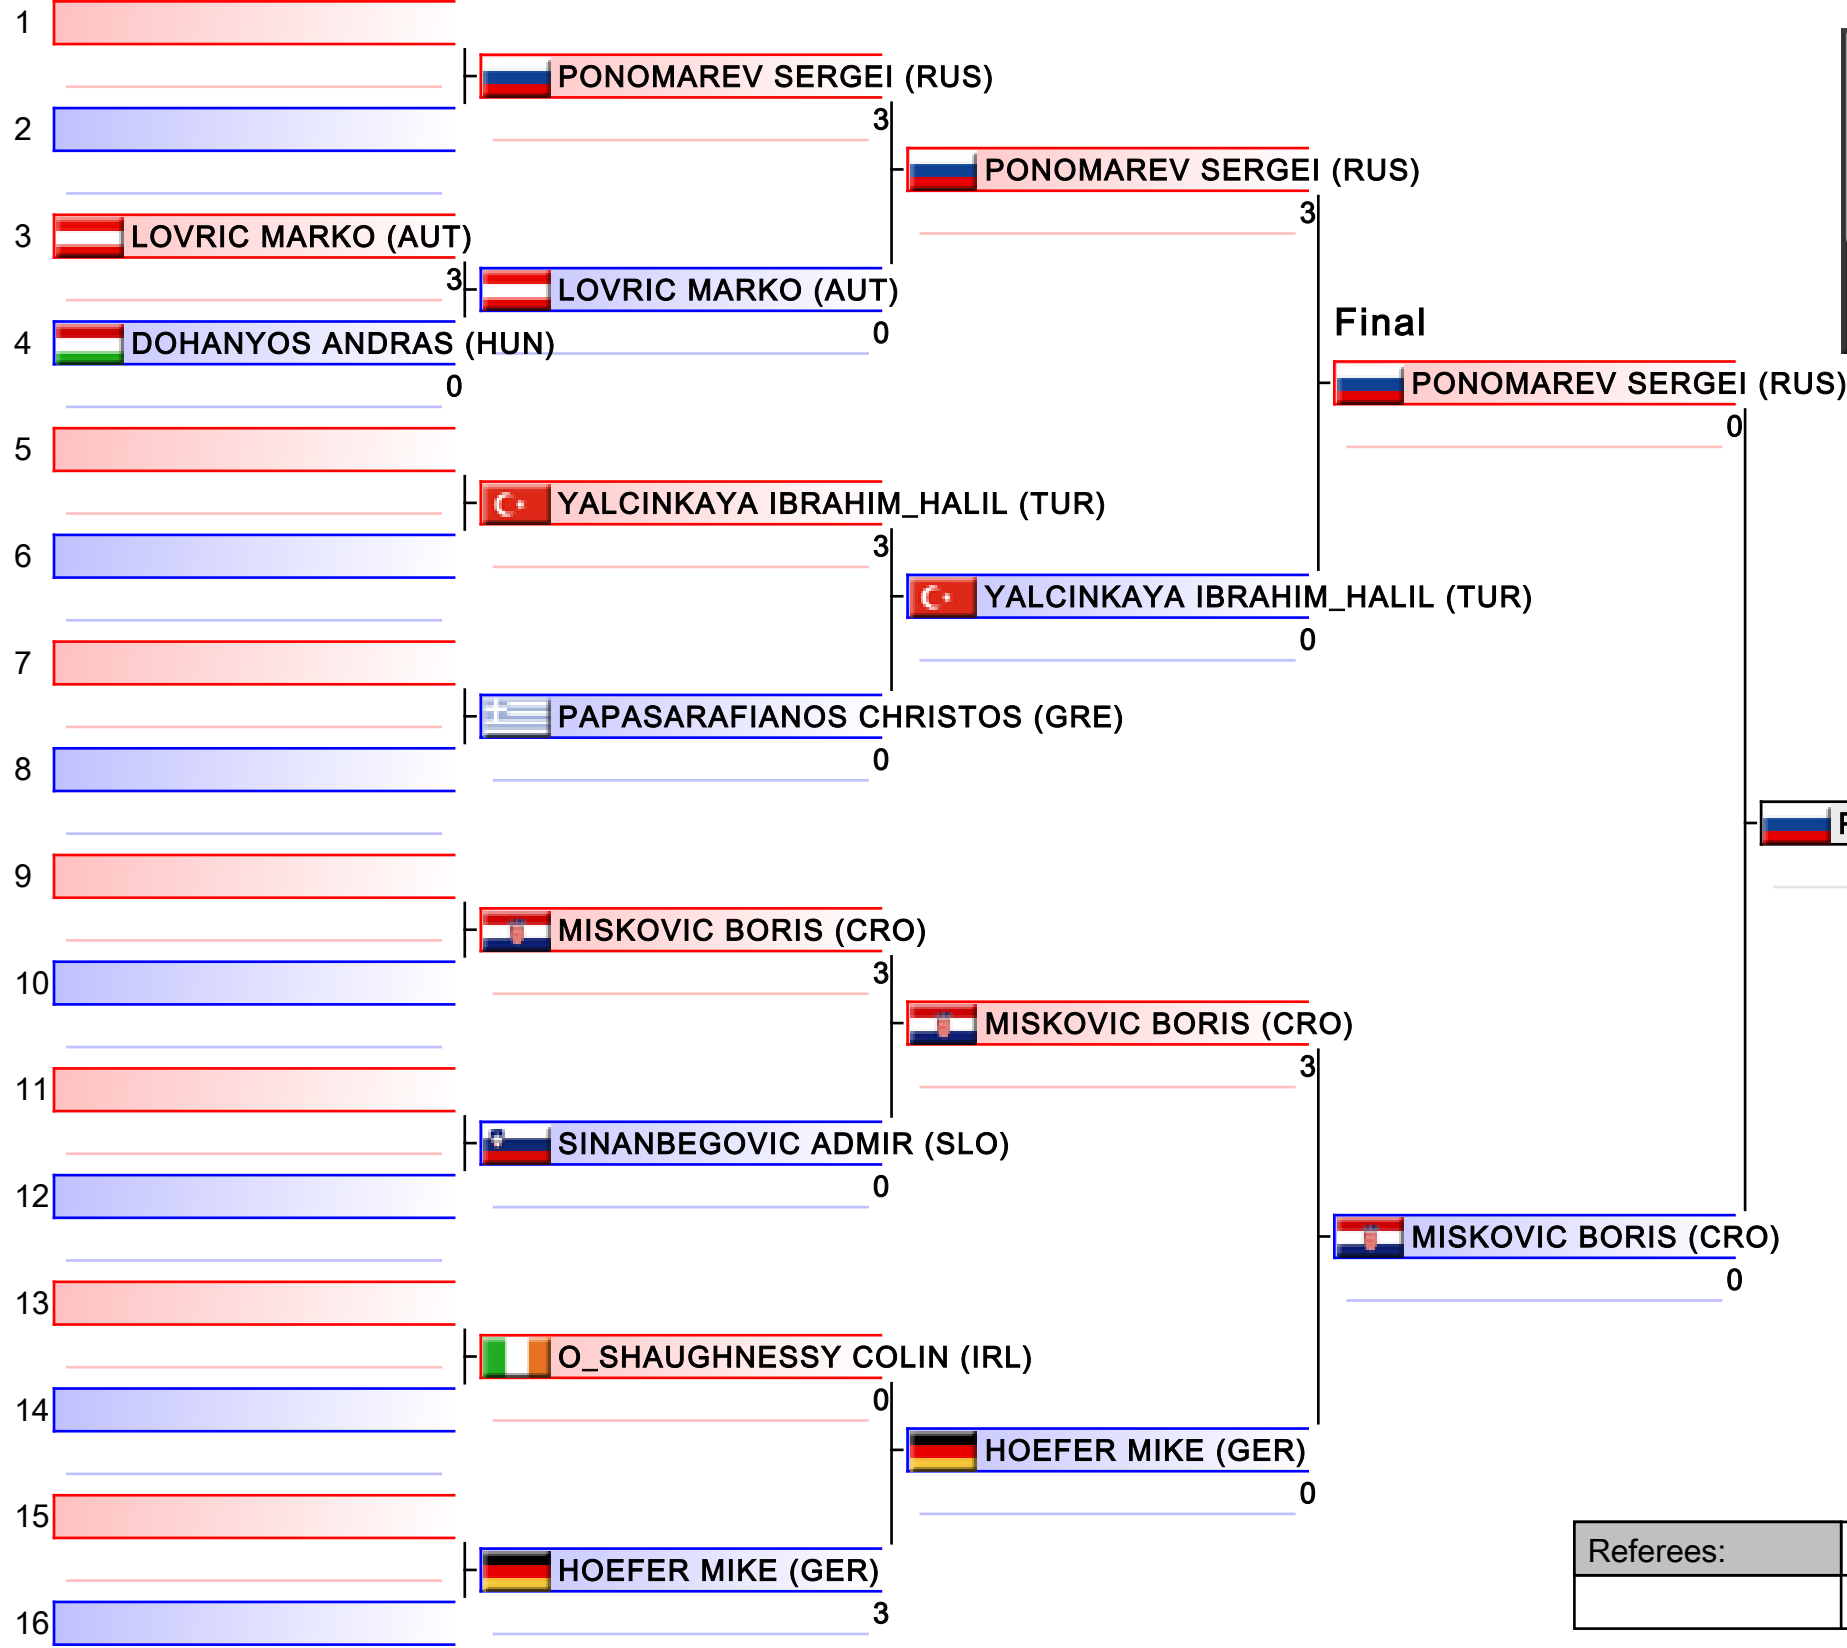 1
PONOMAREV SERGEI (RUS)
3
2
PONOMAREV SERGEI (RUS)
3
3
LOVRIC MARKO (AUT)
3
LOVRIC MARKO (AUT)
0
Final
4
DOHANYOS ANDRAS (HUN)
0
PONOMAREV SERGEI (RUS)
0
5
YALCINKAYA IBRAHIM_HALIL (TUR)
3
6
YALCINKAYA IBRAHIM_HALIL (TUR)
0
7
PAPASARAFIANOS CHRISTOS (GRE)
0
8
9
MISKOVIC BORIS (CRO)
3
10
MISKOVIC BORIS (CRO)
3
11
SINANBEGOVIC ADMIR (SLO)
0
12
MISKOVIC BORIS (CRO)
0
13
O_SHAUGHNESSY COLIN (IRL)
0
14
HOEFER MIKE (GER)
0
15
Referees:
HOEFER MIKE (GER)
3
16